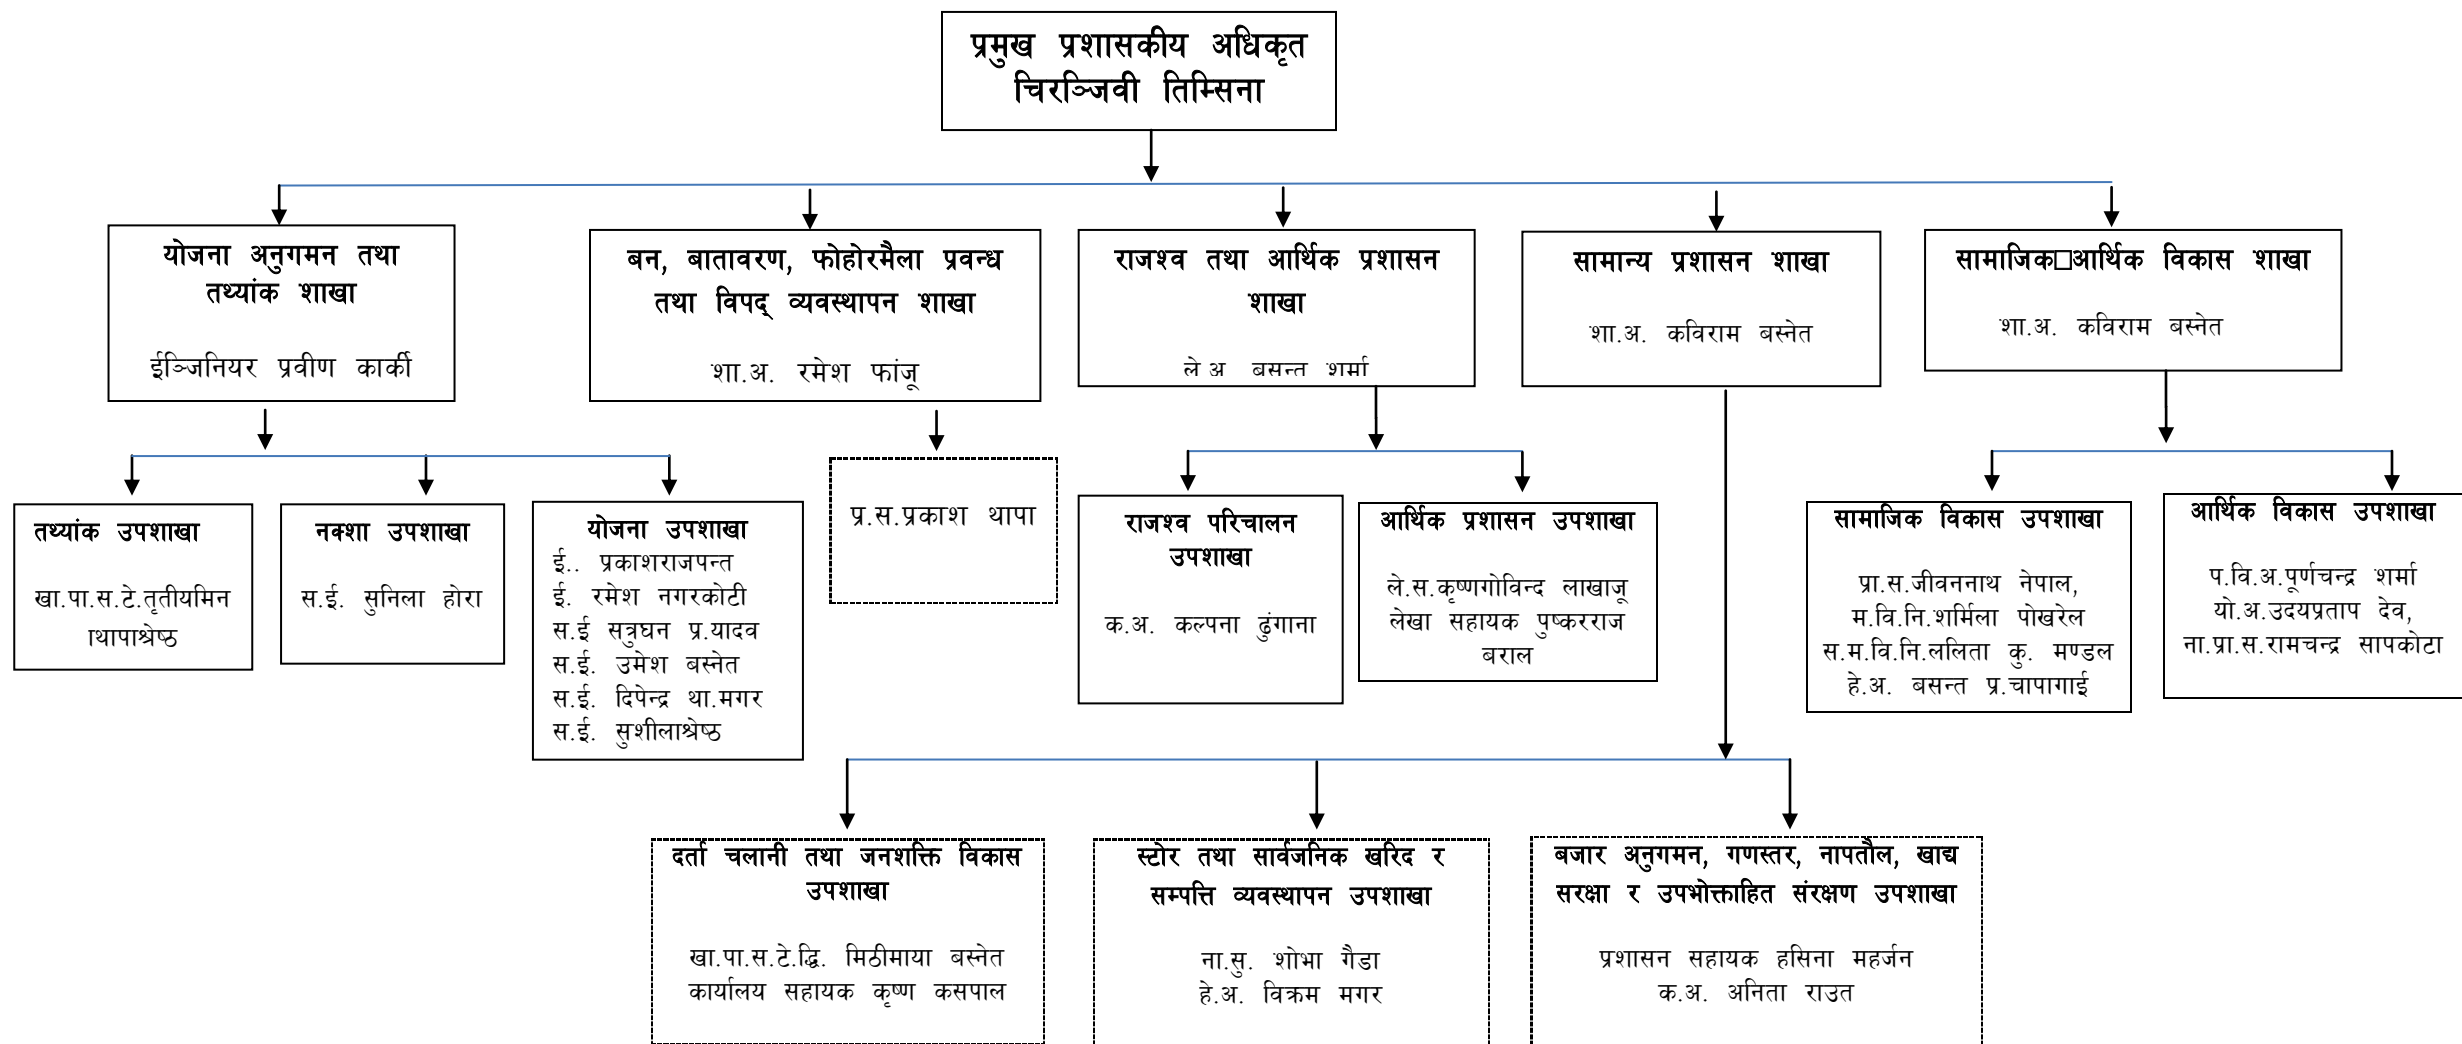 प्रमुख प्रशासकीय अधिकृत
चिरञ्जिवी तिम्सिना
योजना अनुगमन तथा
तथ्यांक शाखा
ईञ्जिनियर प्रवीण कार्की
बन, बातावरण, फोहोरमैला प्रवन्ध
तथा विपद् व्यवस्थापन शाखा
शा.अ. रमेश फांजू
राजश्व तथा आर्थिक प्रशासन
शाखा
ले.अ. बसन्त शर्मा
सामान्य प्रशासन शाखा
शा.अ. कविराम बस्नेत
सामाजिक□आर्थिक विकास शाखा
शा.अ. कविराम बस्नेत
तथ्यांक उपशाखा
खा.पा.स.टे.तृतीयमिन
ाथापाश्रेष्ठ
नक्शा उपशाखा
स.ई. सुनिला होरा
योजना उपशाखा
ई.. प्रकाशराजपन्त
ई. रमेश नगरकोटी
स.ई सत्रुघन प्र.यादव
स.ई. उमेश बस्नेत
स.ई. दिपेन्द्र था.मगर
स.ई. सुशीलाश्रेष्ठ
प्र.स.प्रकाश थापा
राजश्व परिचालन
उपशाखा
क.अ. कल्पना ढुंगाना
आर्थिक प्रशासन उपशाखा
ले.स.कृष्णगोविन्द लाखाजू
लेखा सहायक पुष्करराज
बराल
सामाजिक विकास उपशाखा
प्रा.स.जीवननाथ नेपाल,
म.वि.नि.शर्मिला पोखरेल
स.म.वि.नि.ललिता कु. मण्डल
हे.अ. बसन्त प्र.चापागाई
आर्थिक विकास उपशाखा
प.वि.अ.पूर्णचन्द्र शर्मा
यो.अ.उदयप्रताप देव,
ना.प्रा.स.रामचन्द्र सापकोटा
दर्ता चलानी तथा जनशक्ति विकास
उपशाखा
खा.पा.स.टे.द्धि. मिठीमाया बस्नेत
कार्यालय सहायक कृष्ण कसपाल
स्टोर तथा सार्वजनिक खरिद र
सम्पत्ति व्यवस्थापन उपशाखा
ना.सु. शोभा गैडा
हे.अ. विक्रम मगर
बजार अनुगमन, गणस्तर, नापतौल, खाद्य
सरक्षा र उपभोक्ताहित संरक्षण उपशाखा
प्रशासन सहायक हसिना महर्जन
क.अ. अनिता राउत